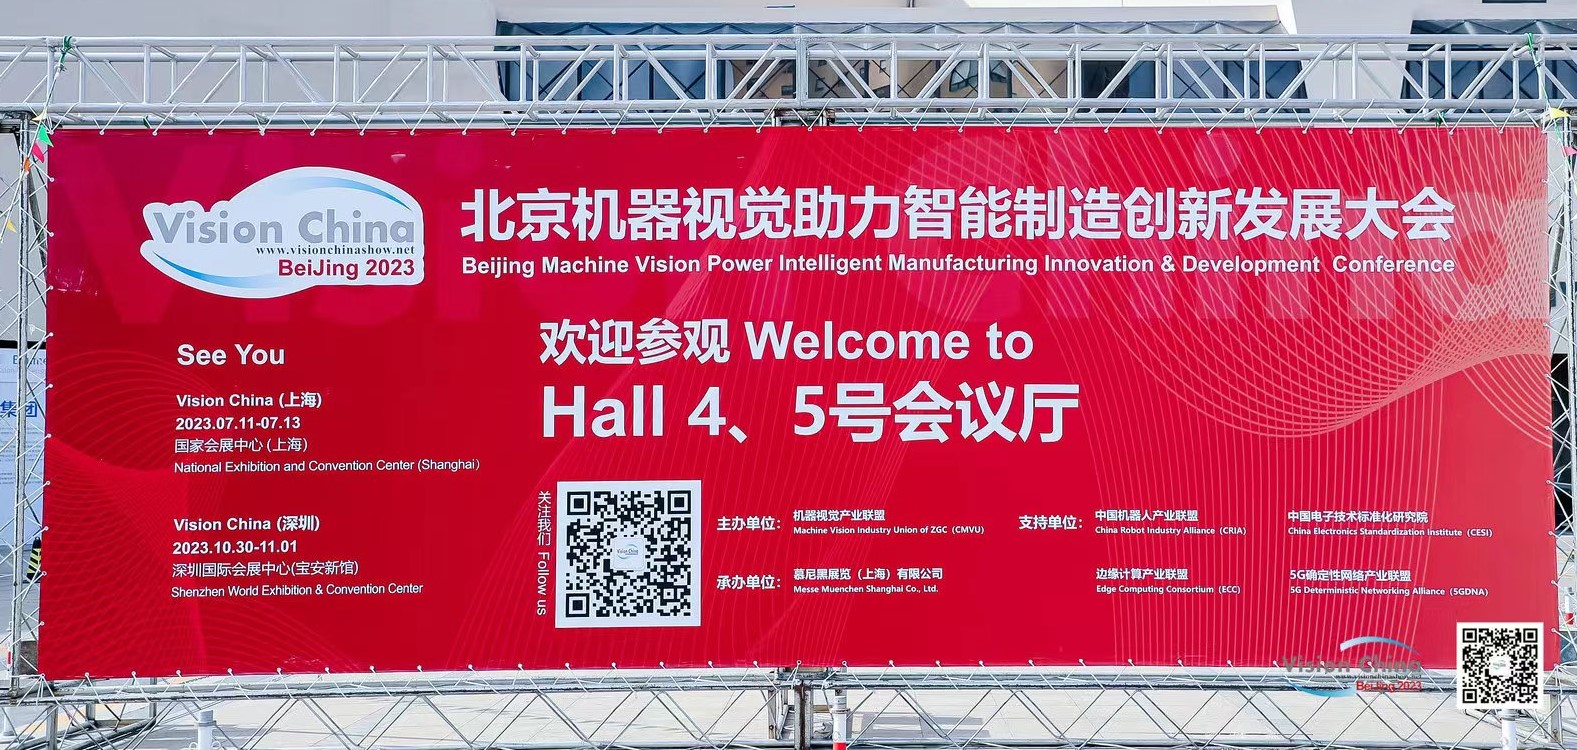 Vision China
www.visionchinashow.net
BeiJing 2023
北京机器视觉助力智能制造创新发展大会
Beijing Machine Vision Power Intelligent Manufacturing Innovation & Development Conference
欢迎参观 Welcome to
Hall 4、5号会议厅
See You
Vision China (上海)
2023.07.11-07.13
国家会展中心 (上海)
National Exhibition and Convention Center (Shanghai)
Vision China (深圳)
2023.10.30-11.01
深圳国际会展中心(宝安新馆)
Shenzhen World Exhibition & Convention Center
关注我们 Follow us
Vision China
主办单位:
机器视觉产业联盟
Machine Vision Industry Union of ZGC (CMVU)
承办单位:
慕尼黑展览 (上海) 有限公司
Messe Muenchen Shanghai Co., Ltd.
支持单位:
中国机器人产业联盟
China Robot Industry Alliance (CRIA)
中国电子技术标准化研究院
China Electronics Standardization Institute (CESI)
边缘计算产业联盟
Edge Computing Consortium (ECC)
5G确定性网络产业联盟
5G Deterministic Networking Alliance (5GDNA)
集团
Vision China
www.visionchinashow.net
BeiJing 2023